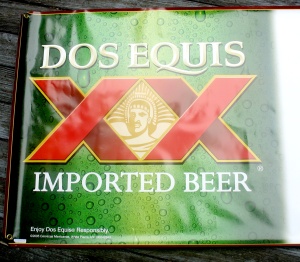 DOS EQUIS
XX
®
IMPORTED BEER
Enjoy Dos Equis Responsibly.